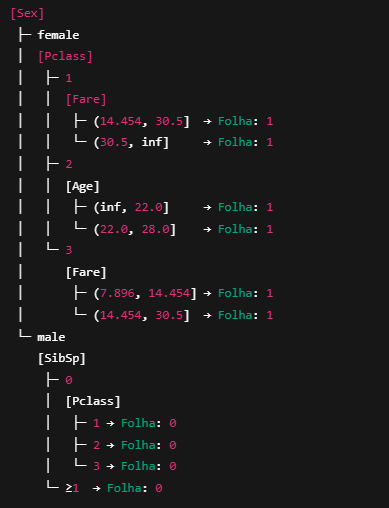 [Sex]
├─ female
│ [Pclass]
│ ├─ 1
│ │ [Fare]
│ │ ├─ (14.454, 30.5] → Folha: 1
│ │ └─ (30.5, inf] → Folha: 1
│ ├─ 2
│ │ [Age]
│ │ ├─ (inf, 22.0] → Folha: 1
│ │ └─ (22.0, 28.0] → Folha: 1
│ └─ 3
│ [Fare]
│ ├─ (7.896, 14.454] → Folha: 1
│ └─ (14.454, 30.5] → Folha: 1
└─ male
[SibSp]
├─ 0
│ [Pclass]
│ ├─ 1 → Folha: 0
│ ├─ 2 → Folha: 0
│ └─ 3 → Folha: 0
└─ ≥1 → Folha: 0